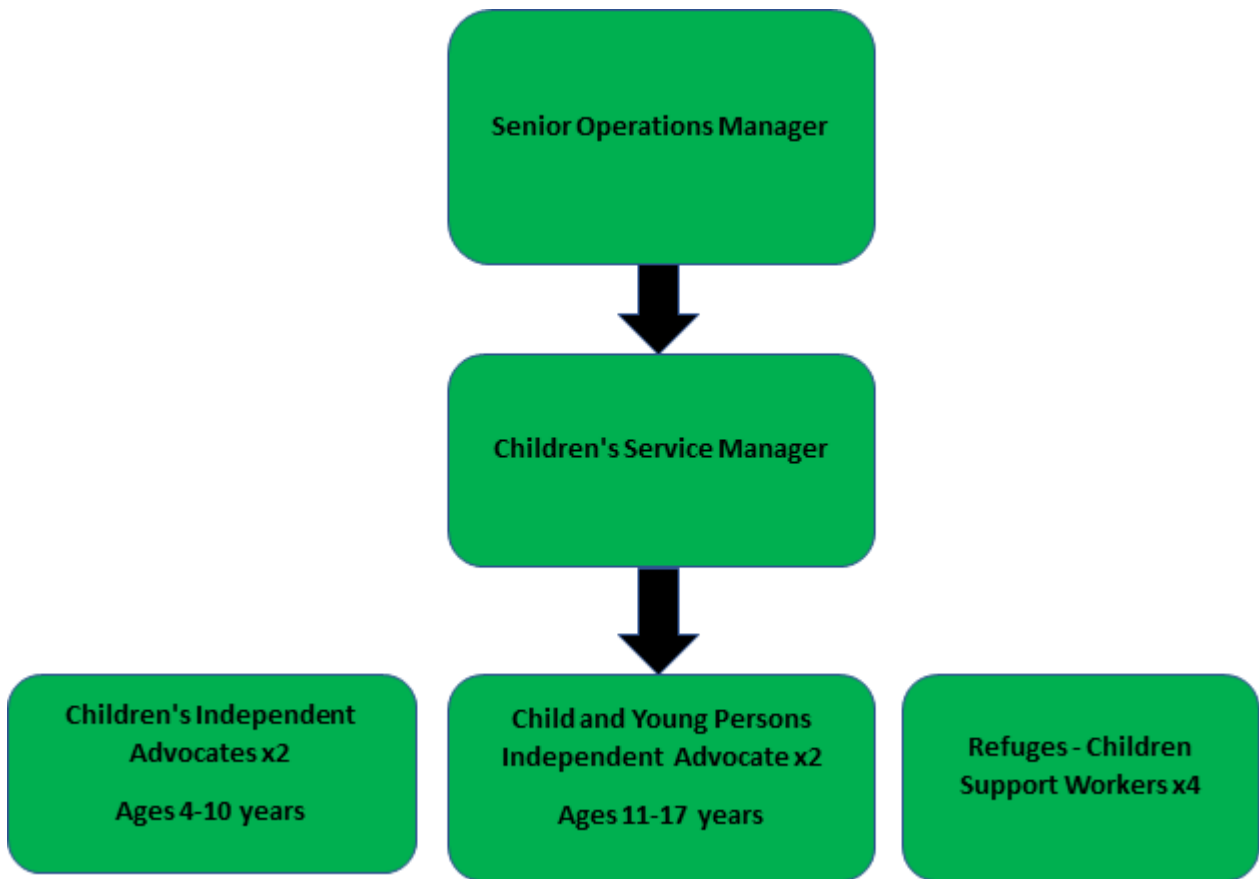 Senior Operations Manager
Children's Service Manager
Children's Independent
Advocates x2
Ages 4-10 years
Child and Young Persons
Independent Advocate x2
Ages 11-17 years
Refuges - Children
Support Workers x4